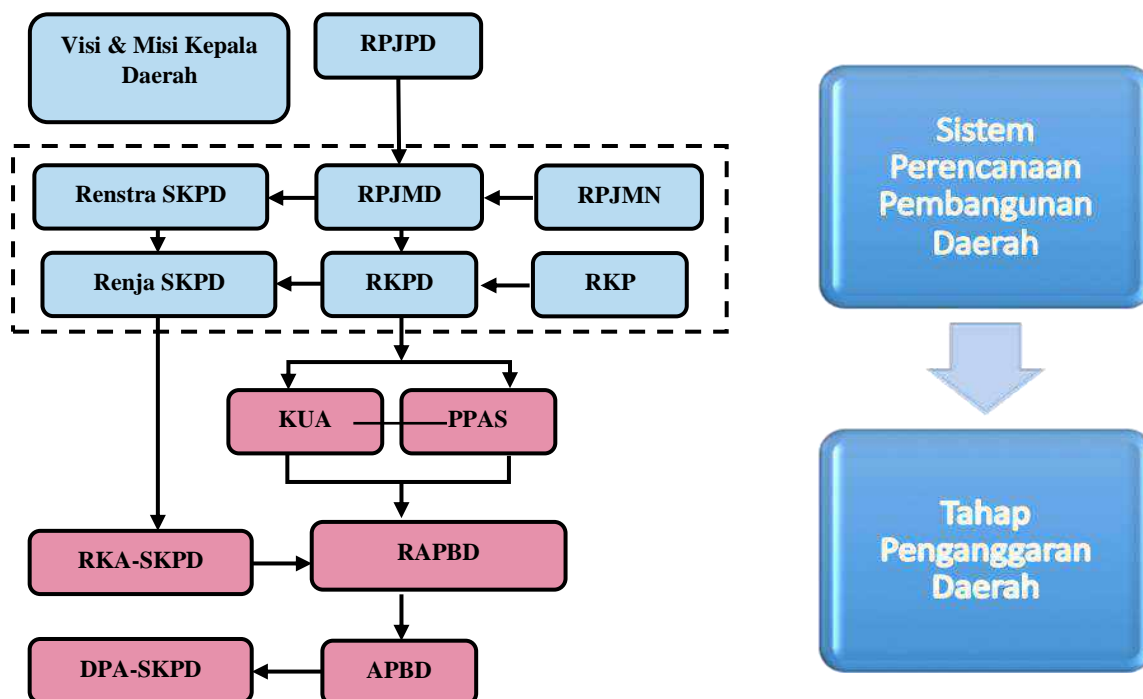 Visi & Misi Kepala
Daerah
RPJPD
Renstra SKPD
RPJMD
RPJMN
Renja SKPD
RKPD
RKP
KUA
PPAS
RKA-SKPD
RAPBD
DPA-SKPD
APBD
Sistem
Perencanaan
Pembangunan
Daerah
Tahap
Penganggaran
Daerah